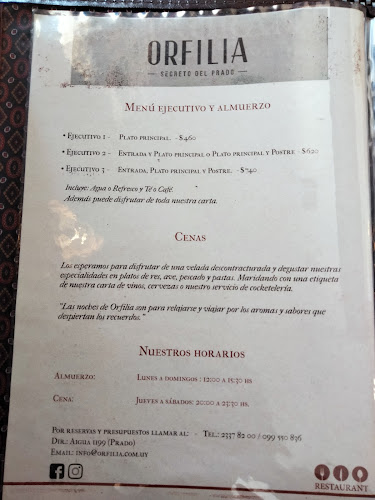 ORFILIA
— SECRETO DEL PRADO —
Menú ejecutivo y almuerzo
• Ejecutivo 1 - Plato principal. - $460
• Ejecutivo 2 - Entrada y Plato principal o Plato principal y Postre - $620
• Ejecutivo 3 - Entrada, Plato principal y Postre. - $740
Incluye: Agua o Refresco y Té o Café.
Además puede disfrutar de toda nuestra carta.
Cenas
Los esperamos para disfrutar de una velada descontracturada y degustar nuestras
especialidades en platos de res, ave, pescado y pastas. Maridando con una etiqueta
de nuestra carta de vinos, cervezas o nuestro servicio de cocketelería.
"Las noches de Orfilia son para relajarse y viajar por los aromas y sabores que
despiertan los recuerdos."
Nuestros horarios
Almuerzo: Lunes a domingos : 12:00 a 15:30 hs
Cena: Jueves a sábados: 20:00 a 23:30 hs.
Por reservas y presupuestos llamar al: - Tel.: 2337 82 00 / 099 110 836
Dir.: Aigua 1199 (Prado)
Email: info@orfilia.com.uy
RESTAURANT